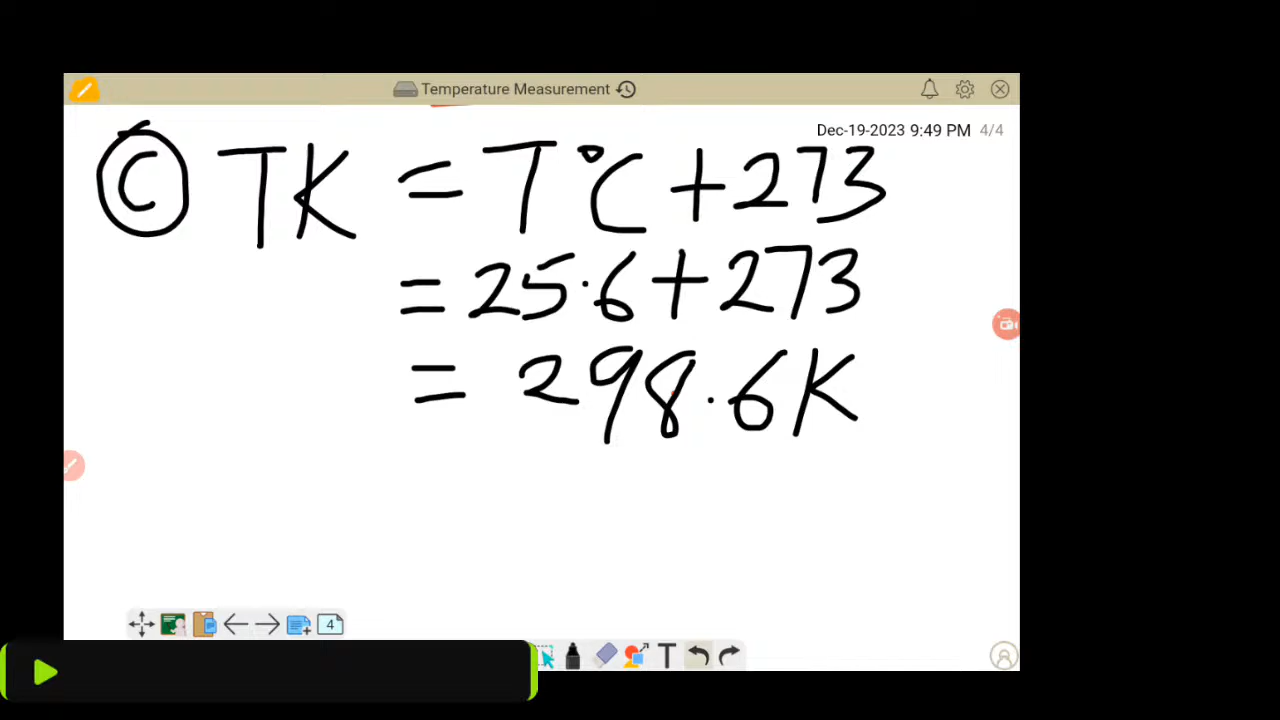 Temperature Measurement
Dec-19-2023 9:49 PM 4/4
© TK = T°C + 273
= 25.6 + 273
= 298.6K
4
T